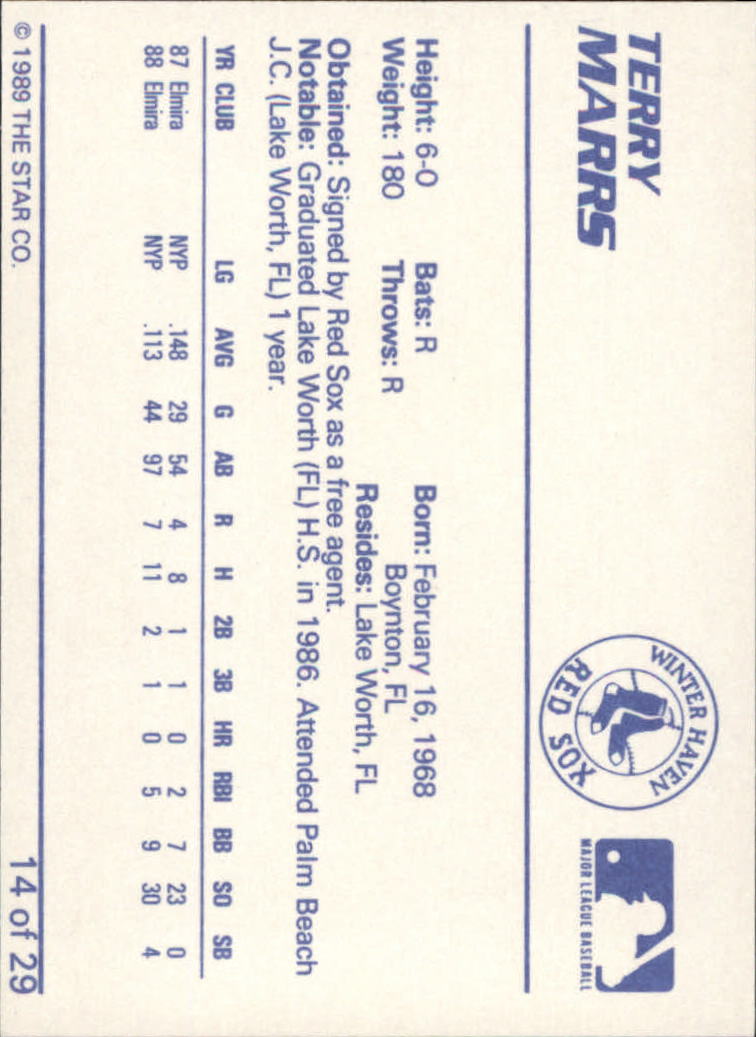 TERRY
MARRS
WINTER HAVEN
RED SOX
MAJOR LEAGUE BASEBALL
Height: 6-0 Bats: R Born: February 16, 1968
Weight: 180 Throws: R Boynton, FL
Resides: Lake Worth, FL
Obtained: Signed by Red Sox as a free agent.
Notable: Graduated Lake Worth (FL) H.S. in 1986. Attended Palm Beach
J.C. (Lake Worth, FL) 1 year.
YR CLUB LG AVG G AB R H 2B 3B HR RBI BB SO SB
87 Elmira NYP .148 29 54 4 8 1 1 0 2 7 23 0
88 Elmira NYP .113 44 97 7 11 2 1 0 5 9 30 4
© 1989 THE STAR CO. 14 of 29